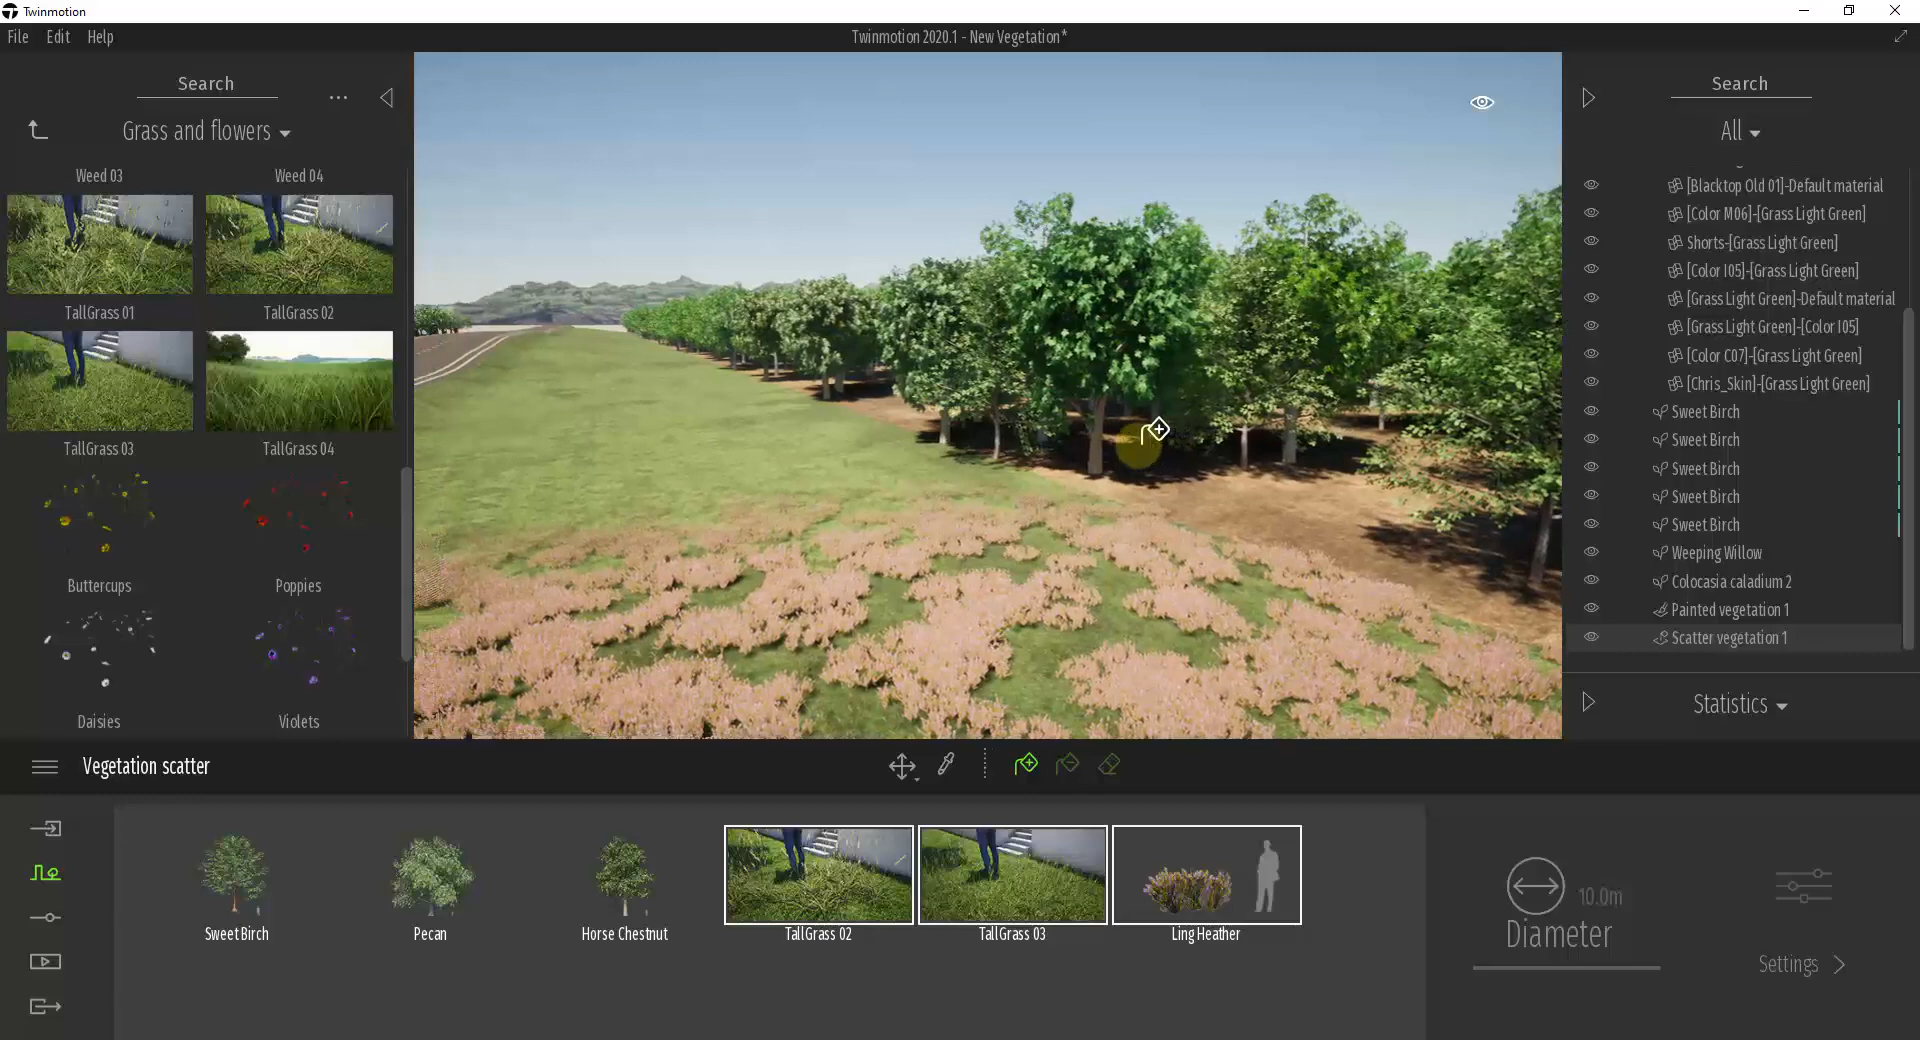 Twinmotion
File Edit Help
Twinmotion 2020.1 - New Vegetation*
Search
...
Grass and flowers
Weed 03
Weed 04
TallGrass 01
TallGrass 02
TallGrass 03
TallGrass 04
Buttercups
Poppies
Daisies
Violets
Search
All
[Blacktop Old 01]-Default material
[Color M06]-[Grass Light Green]
Shorts-[Grass Light Green]
[Color I05]-[Grass Light Green]
[Grass Light Green]-Default material
[Grass Light Green]-[Color I05]
[Color C07]-[Grass Light Green]
[Chris_Skin]-[Grass Light Green]
Sweet Birch
Sweet Birch
Sweet Birch
Sweet Birch
Sweet Birch
Weeping Willow
Colocasia caladium 2
Painted vegetation 1
Scatter vegetation 1
Statistics
Vegetation scatter
Sweet Birch
Pecan
Horse Chestnut
TallGrass 02
TallGrass 03
Ling Heather
10.0m
Diameter
Settings